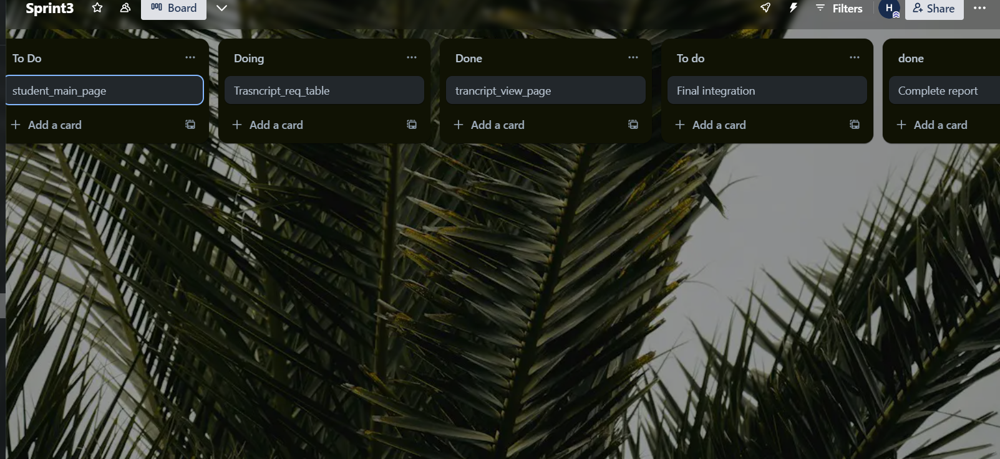 Sprint3
Board
Filters
H
Share
To Do
student_main_page
Add a card
Doing
Trasncript_req_table
Add a card
Done
trancript_view_page
Add a card
To do
Final integration
Add a card
done
Complete report
Add a card